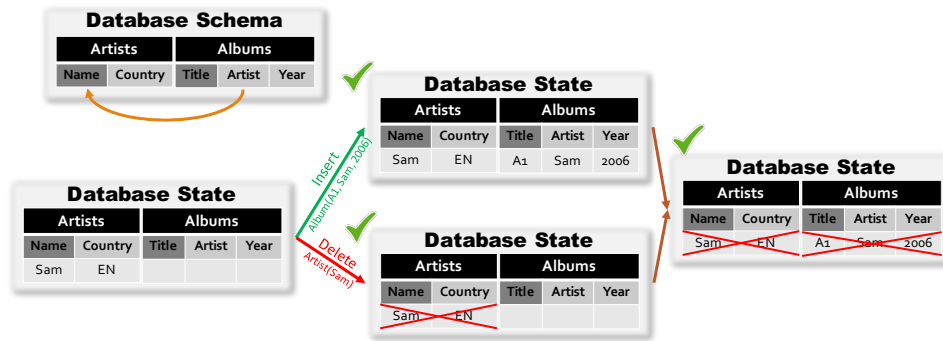 Database Schema
Artists Albums
Name Country Title Artist Year
Database State
Artists Albums
Name Country Title Artist Year
Sam EN A1 Sam 2006
Insert
Album(A1, Sam, 2006)
Database State
Artists Albums
Name Country Title Artist Year
Sam EN
Delete
Artist(Sam)
Database State
Artists Albums
Name Country Title Artist Year
Sam EN
Database State
Artists Albums
Name Country Title Artist Year
Sam EN A1 Sam 2006